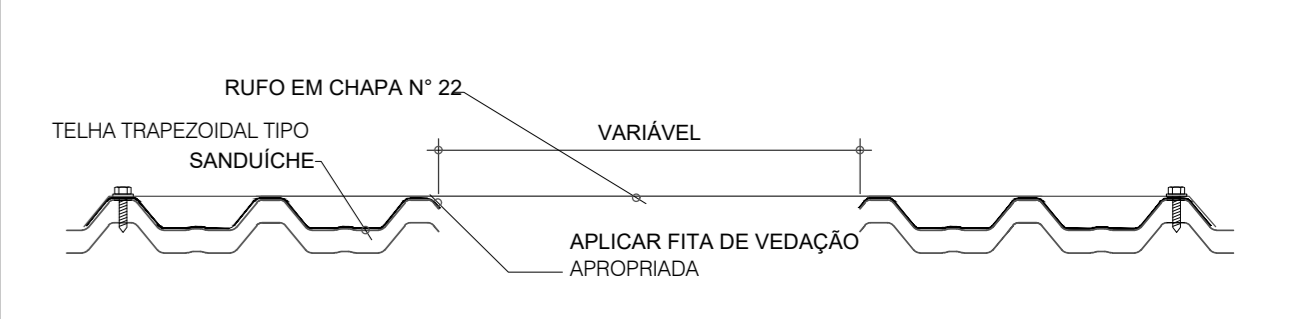 RUFO EM CHAPA N° 22
TELHA TRAPEZOIDAL TIPO
SANDUÍCHE
VARIÁVEL
APLICAR FITA DE VEDAÇÃO
APROPRIADA